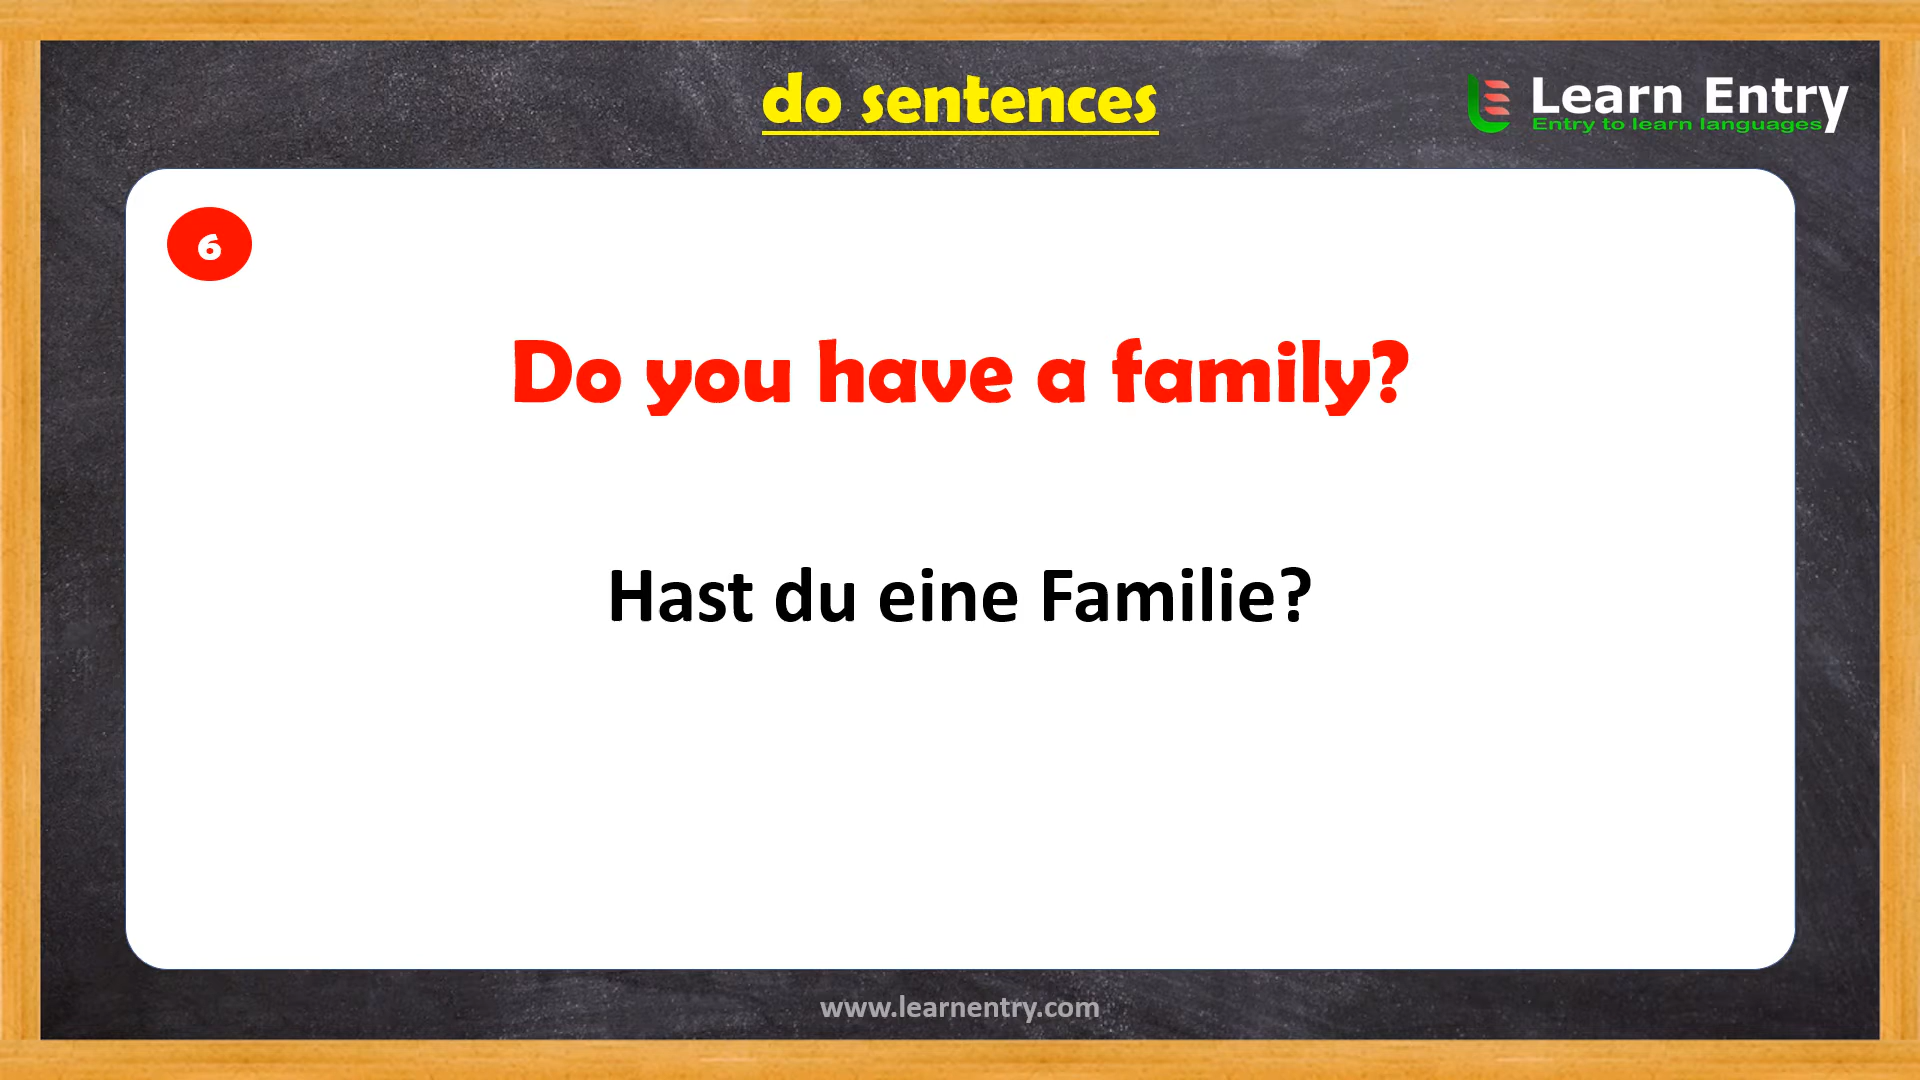 do sentences
Learn Entry
Entry to learn languages
6
Do you have a family?
Hast du eine Familie?
www.learnentry.com